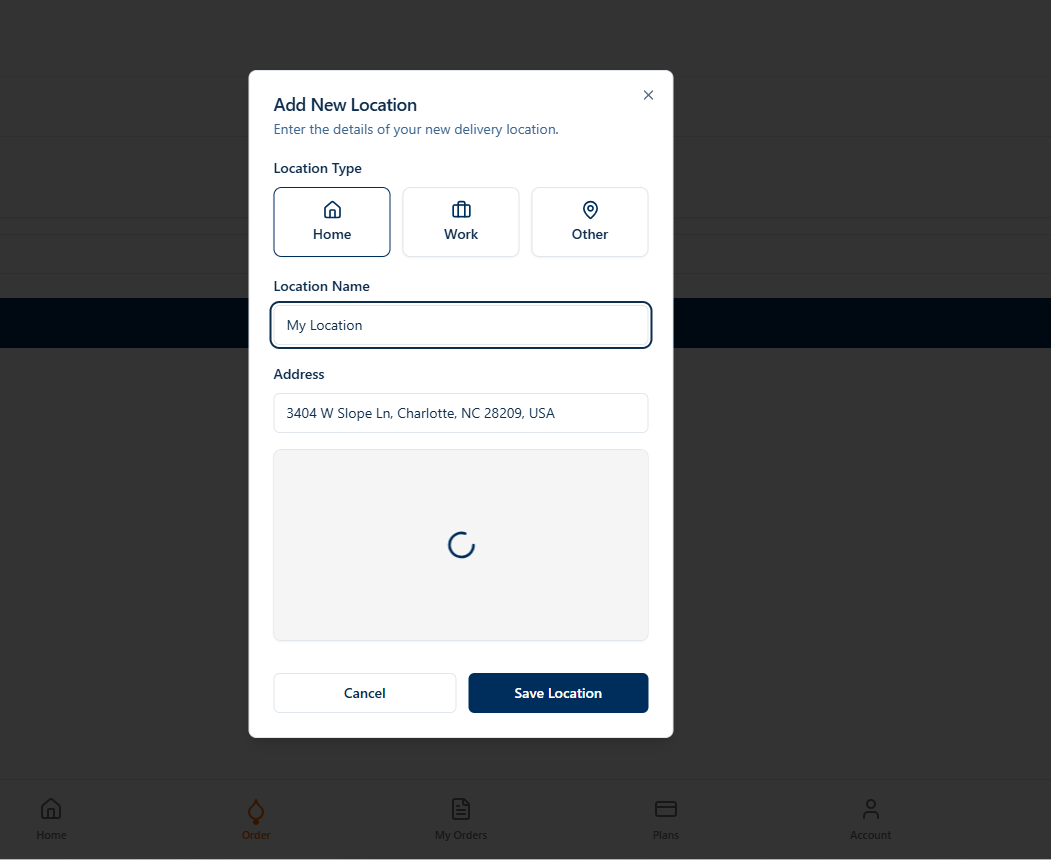 Add New Location
Enter the details of your new delivery location.
Location Type
Home
Work
Other
Location Name
My Location
Address
3404 W Slope Ln, Charlotte, NC 28209, USA
Cancel
Save Location
Home
Order
My Orders
Plans
Account